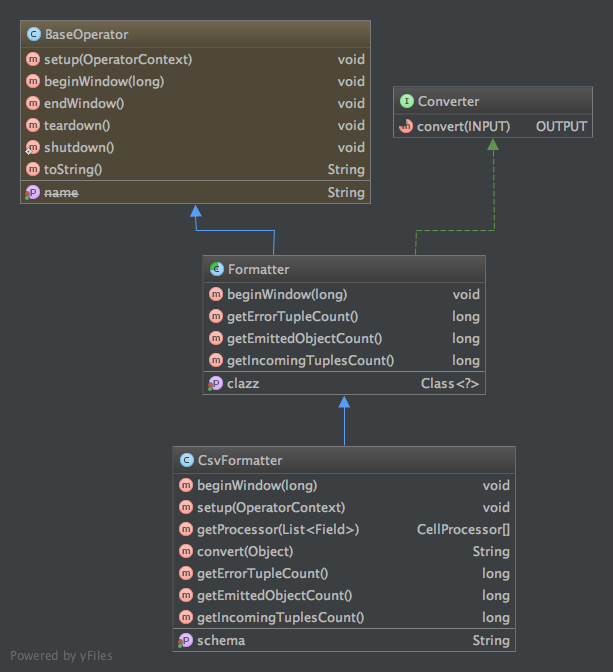 BaseOperator
setup(OperatorContext) void
beginWindow(long) void
endWindow() void
teardown() void
shutdown() void
toString() String
name String
Converter
convert(INPUT) OUTPUT
Formatter
beginWindow(long) void
getErrorTupleCount() long
getEmittedObjectCount() long
getIncomingTuplesCount() long
clazz Class<?>
CsvFormatter
beginWindow(long) void
setup(OperatorContext) void
getProcessor(List<Field>) CellProcessor[]
convert(Object) String
getErrorTupleCount() long
getEmittedObjectCount() long
getIncomingTuplesCount() long
schema String
Powered by yFiles